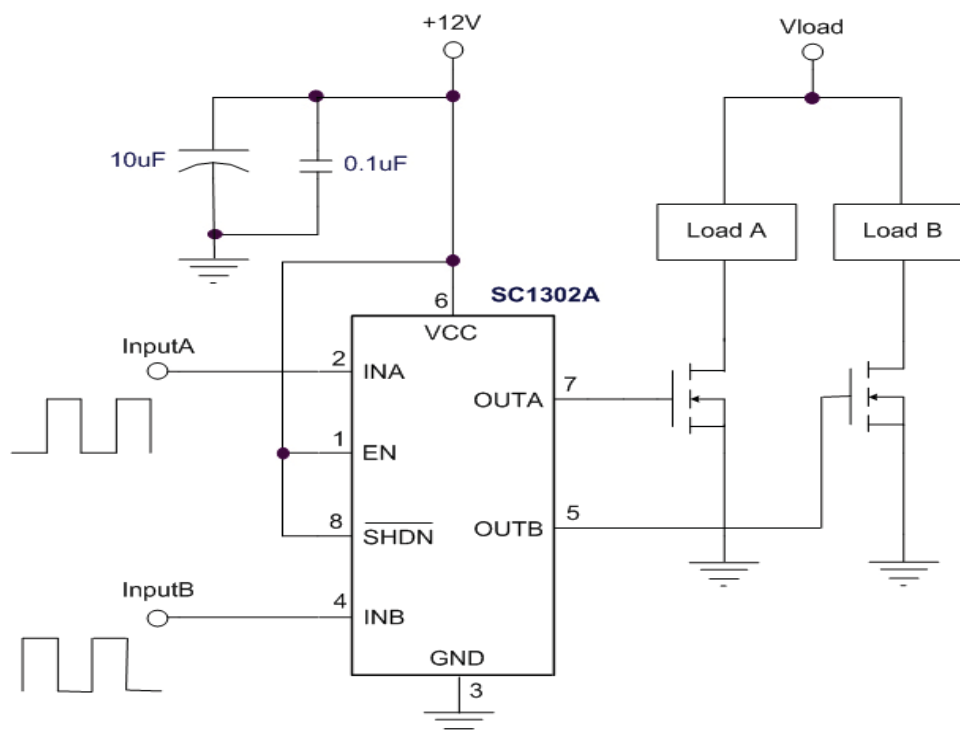 +12V
Vload
10uF
0.1uF
Load A
Load B
SC1302A
6
VCC
InputA
2
INA
7
OUTA
1
EN
8
SHDN
5
OUTB
InputB
4
INB
GND
3